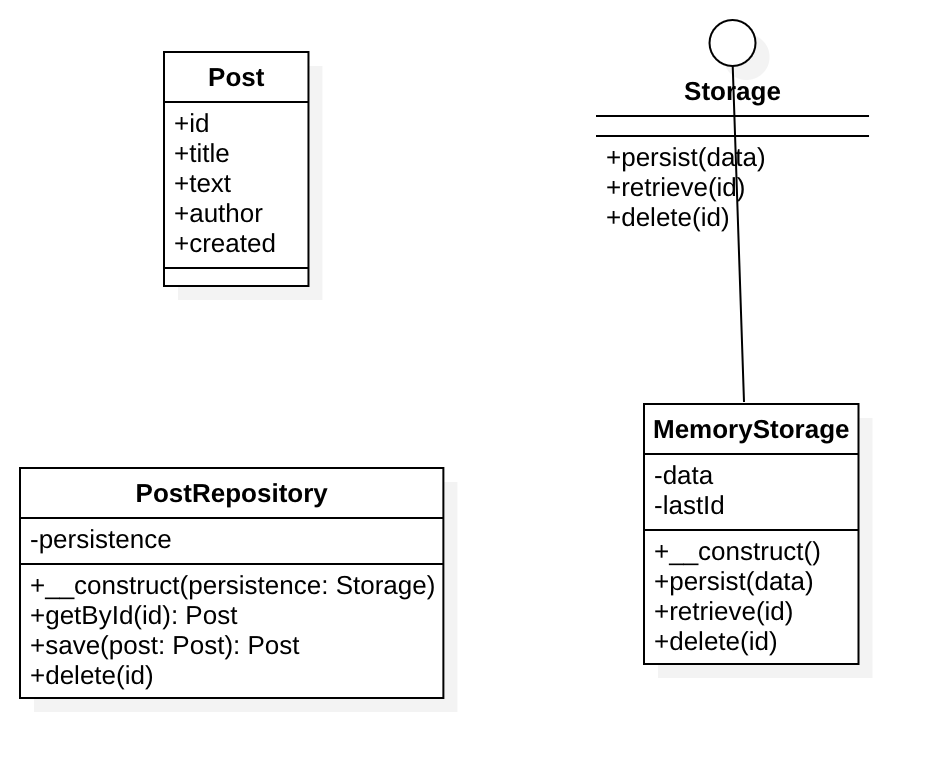 Post
+id
+title
+text
+author
+created
Storage
+persist(data)
+retrieve(id)
+delete(id)
PostRepository
-persistence
+__construct(persistence: Storage)
+getById(id): Post
+save(post: Post): Post
+delete(id)
MemoryStorage
-data
-lastId
+__construct()
+persist(data)
+retrieve(id)
+delete(id)